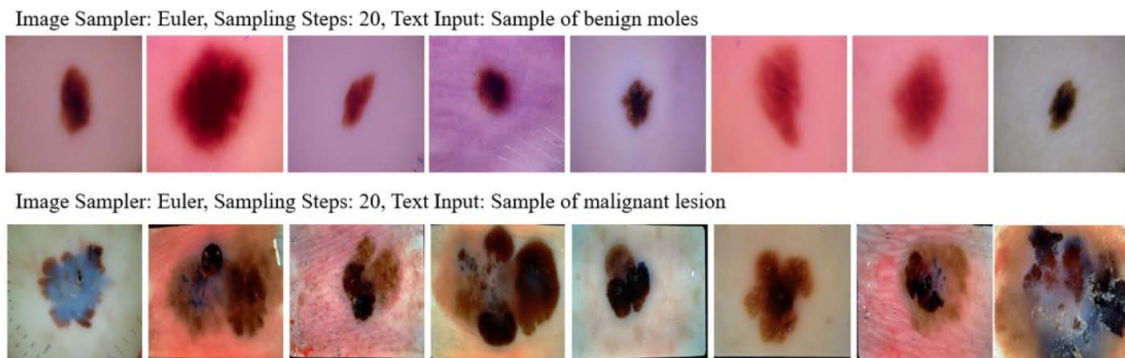 Image Sampler: Euler, Sampling Steps: 20, Text Input: Sample of benign moles
Image Sampler: Euler, Sampling Steps: 20, Text Input: Sample of malignant lesion